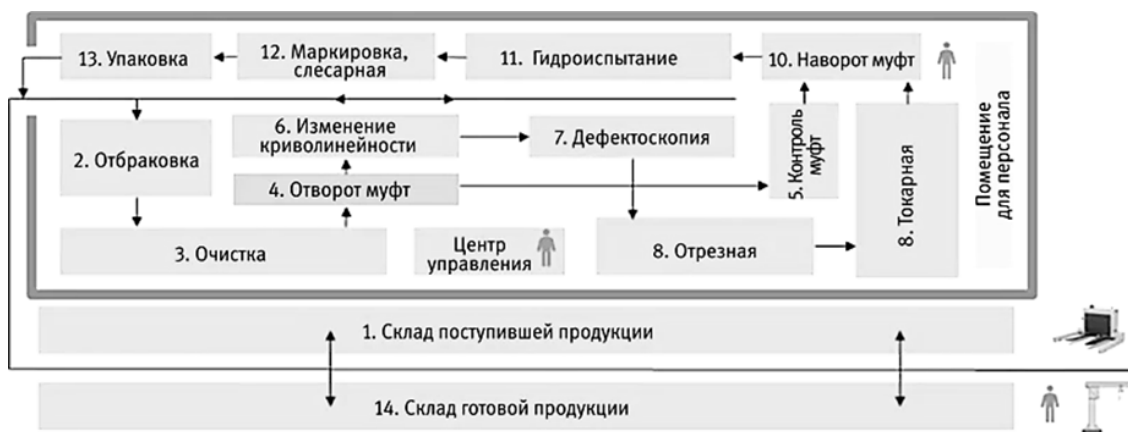 13. Упаковка
12. Маркировка,
слесарная
11. Гидроиспытание
10. Наворот муфт
2. Отбраковка
6. Изменение
криволинейности
7. Дефектоскопия
4. Отворот муфт
5. Контроль
муфт
8. Токарная
Помещение
для персонала
3. Очистка
Центр
управления
8. Отрезная
1. Склад поступившей продукции
14. Склад готовой продукции